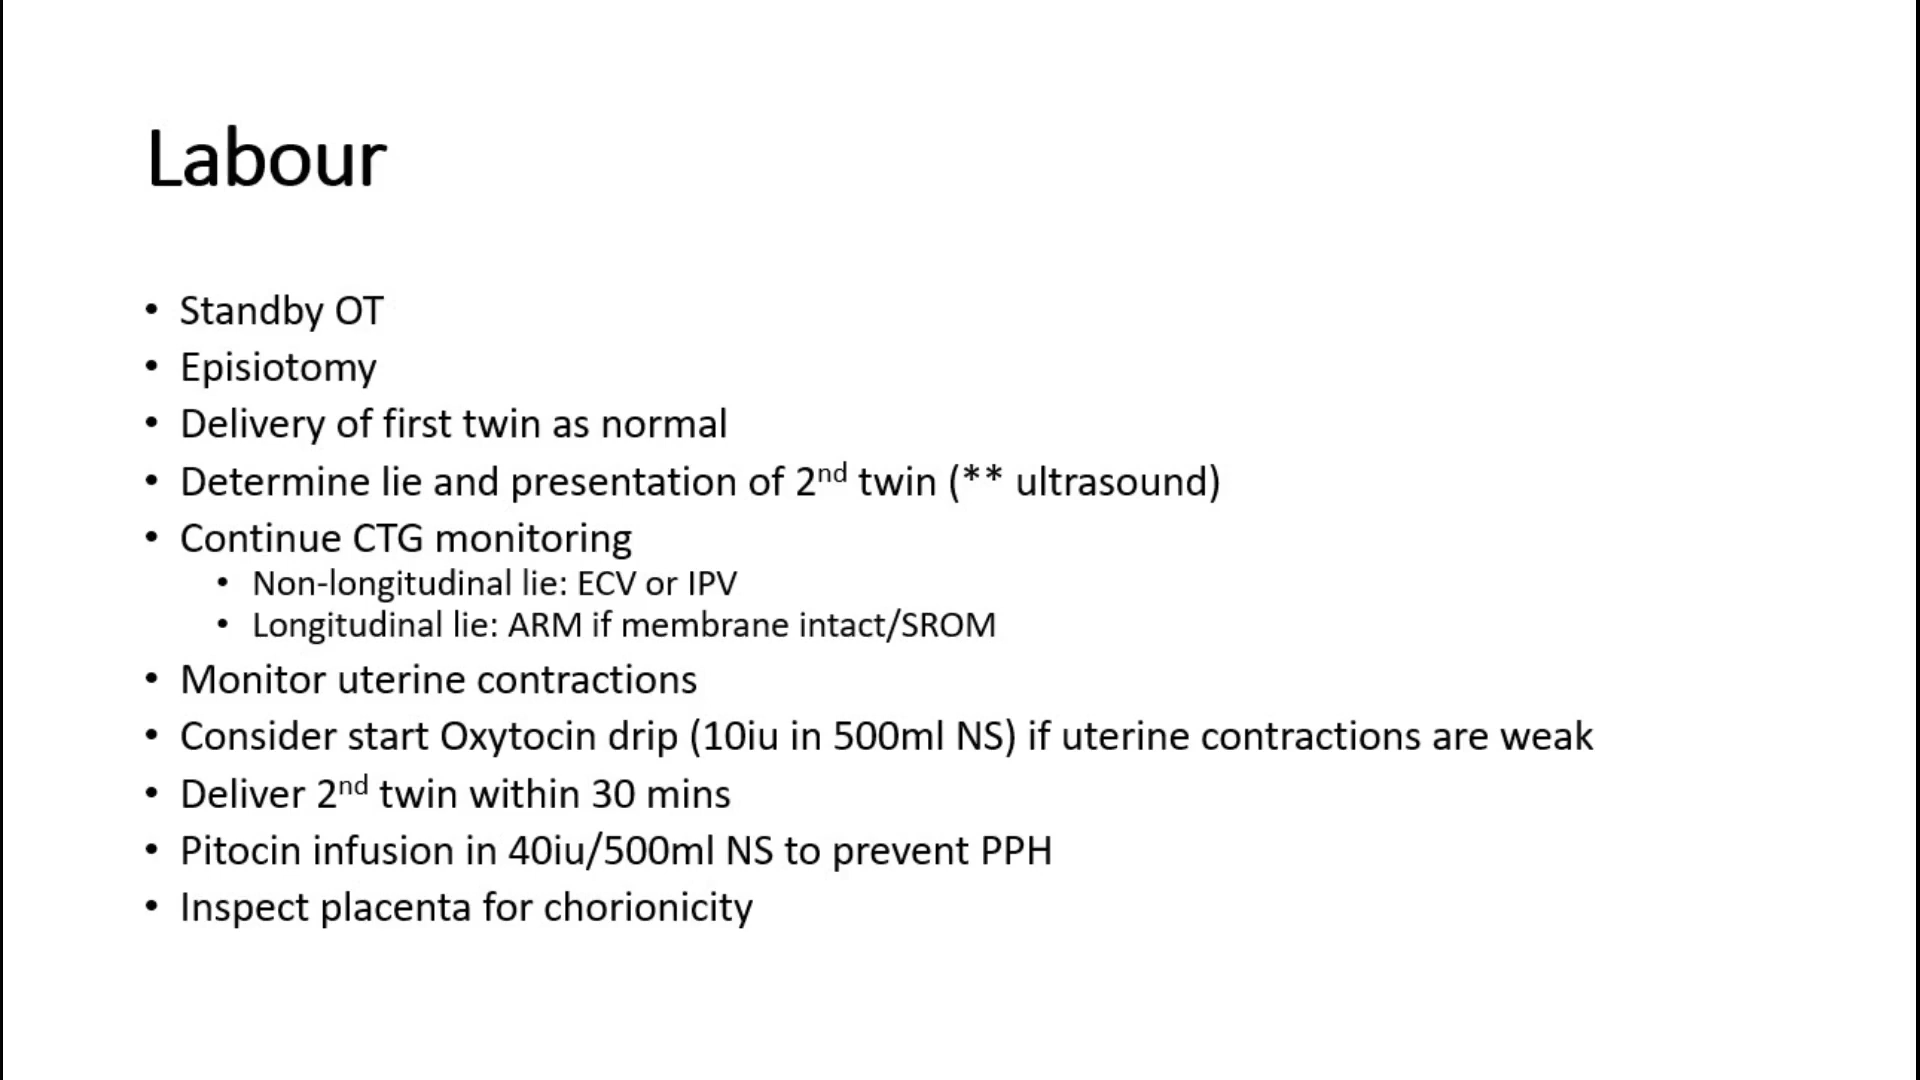 Labour
• Standby OT
• Episiotomy
• Delivery of first twin as normal
• Determine lie and presentation of 2nd twin (** ultrasound)
• Continue CTG monitoring
• Non-longitudinal lie: ECV or IPV
• Longitudinal lie: ARM if membrane intact/SROM
• Monitor uterine contractions
• Consider start Oxytocin drip (10iu in 500ml NS) if uterine contractions are weak
• Deliver 2nd twin within 30 mins
• Pitocin infusion in 40iu/500ml NS to prevent PPH
• Inspect placenta for chorionicity